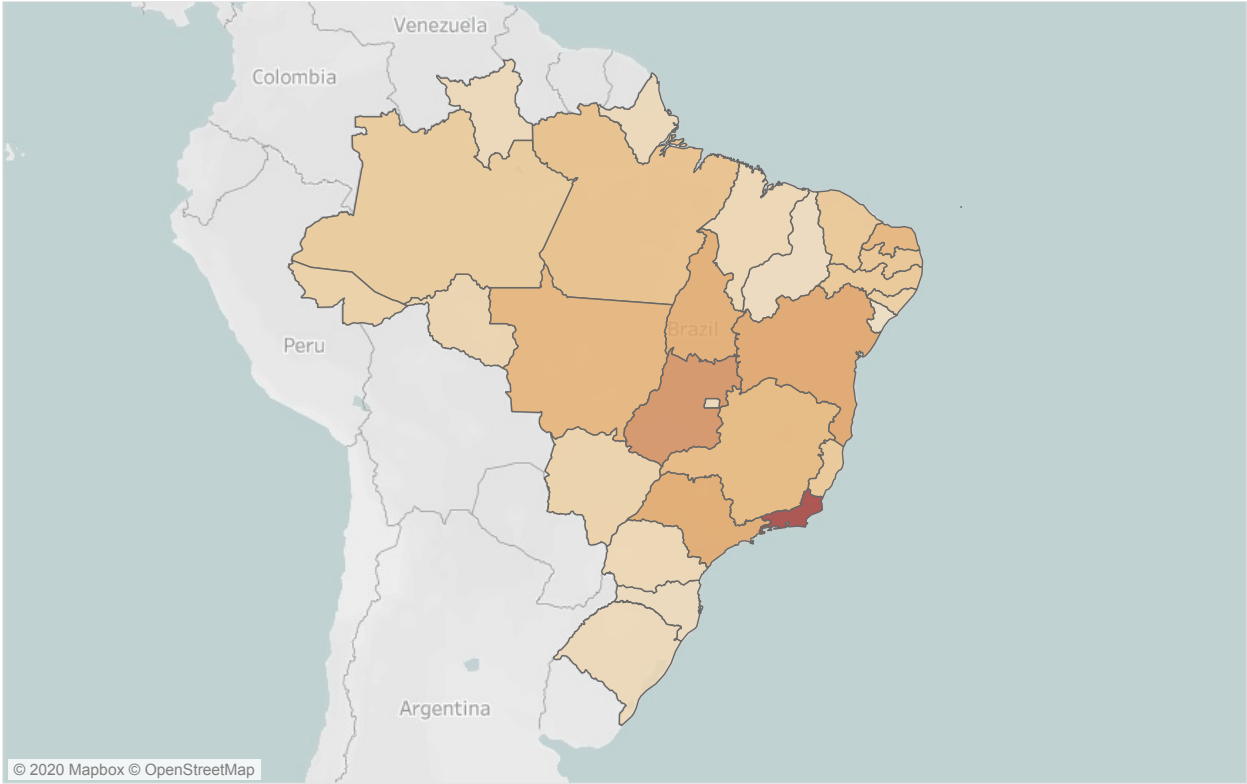 Venezuela
Colombia
Brazil
Peru
Argentina
© 2020 Mapbox © OpenStreetMap